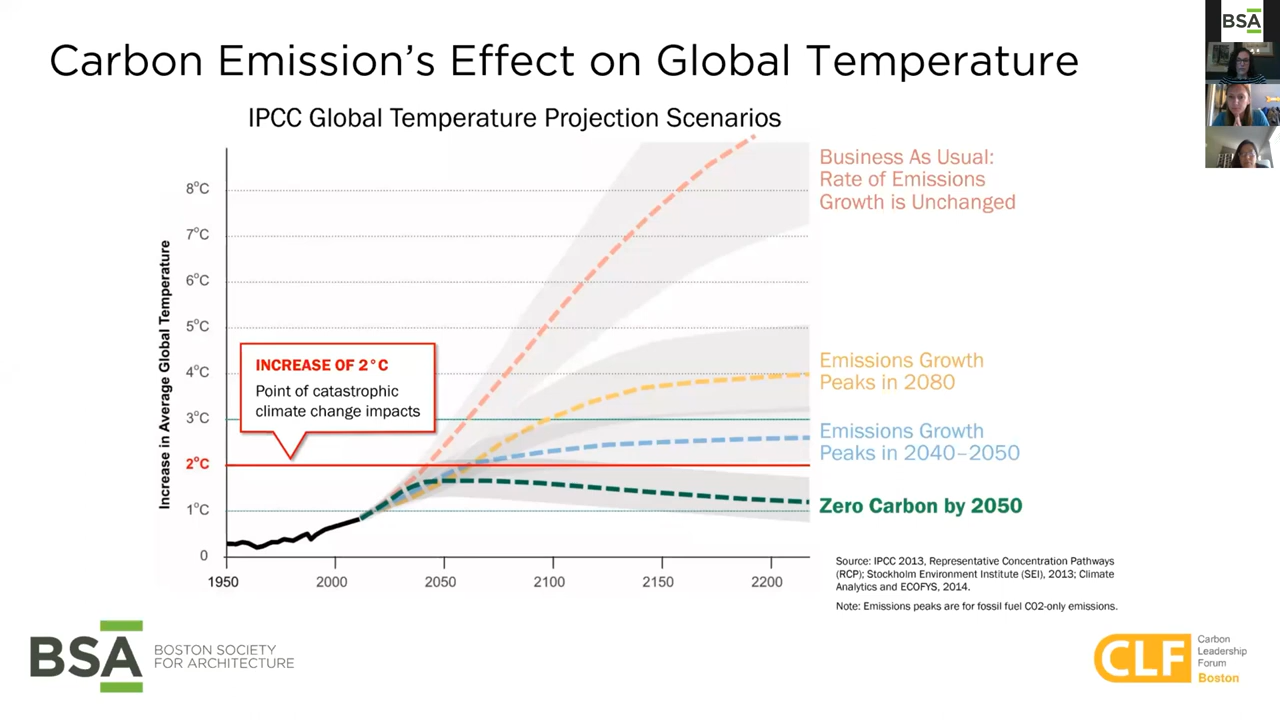 Carbon Emission's Effect on Global Temperature
BSA
IPCC Global Temperature Projection Scenarios
Increase in Average Global Temperature
8°C
7°C
6°C
5°C
4°C
3°C
2°C
1°C
0
INCREASE OF 2°C
Point of catastrophic
climate change impacts
Business As Usual:
Rate of Emissions
Growth is Unchanged
Emissions Growth
Peaks in 2080
Emissions Growth
Peaks in 2040–2050
Zero Carbon by 2050
1950
2000
2050
2100
2150
2200
Source: IPCC 2013, Representative Concentration Pathways
(RCP); Stockholm Environment Institute (SEI), 2013; Climate
Analytics and ECOFYS, 2014.
Note: Emissions peaks are for fossil fuel C02-only emissions.
BSA
BOSTON SOCIETY
FOR ARCHITECTURE
CLF
Carbon
Leadership
Forum
Boston